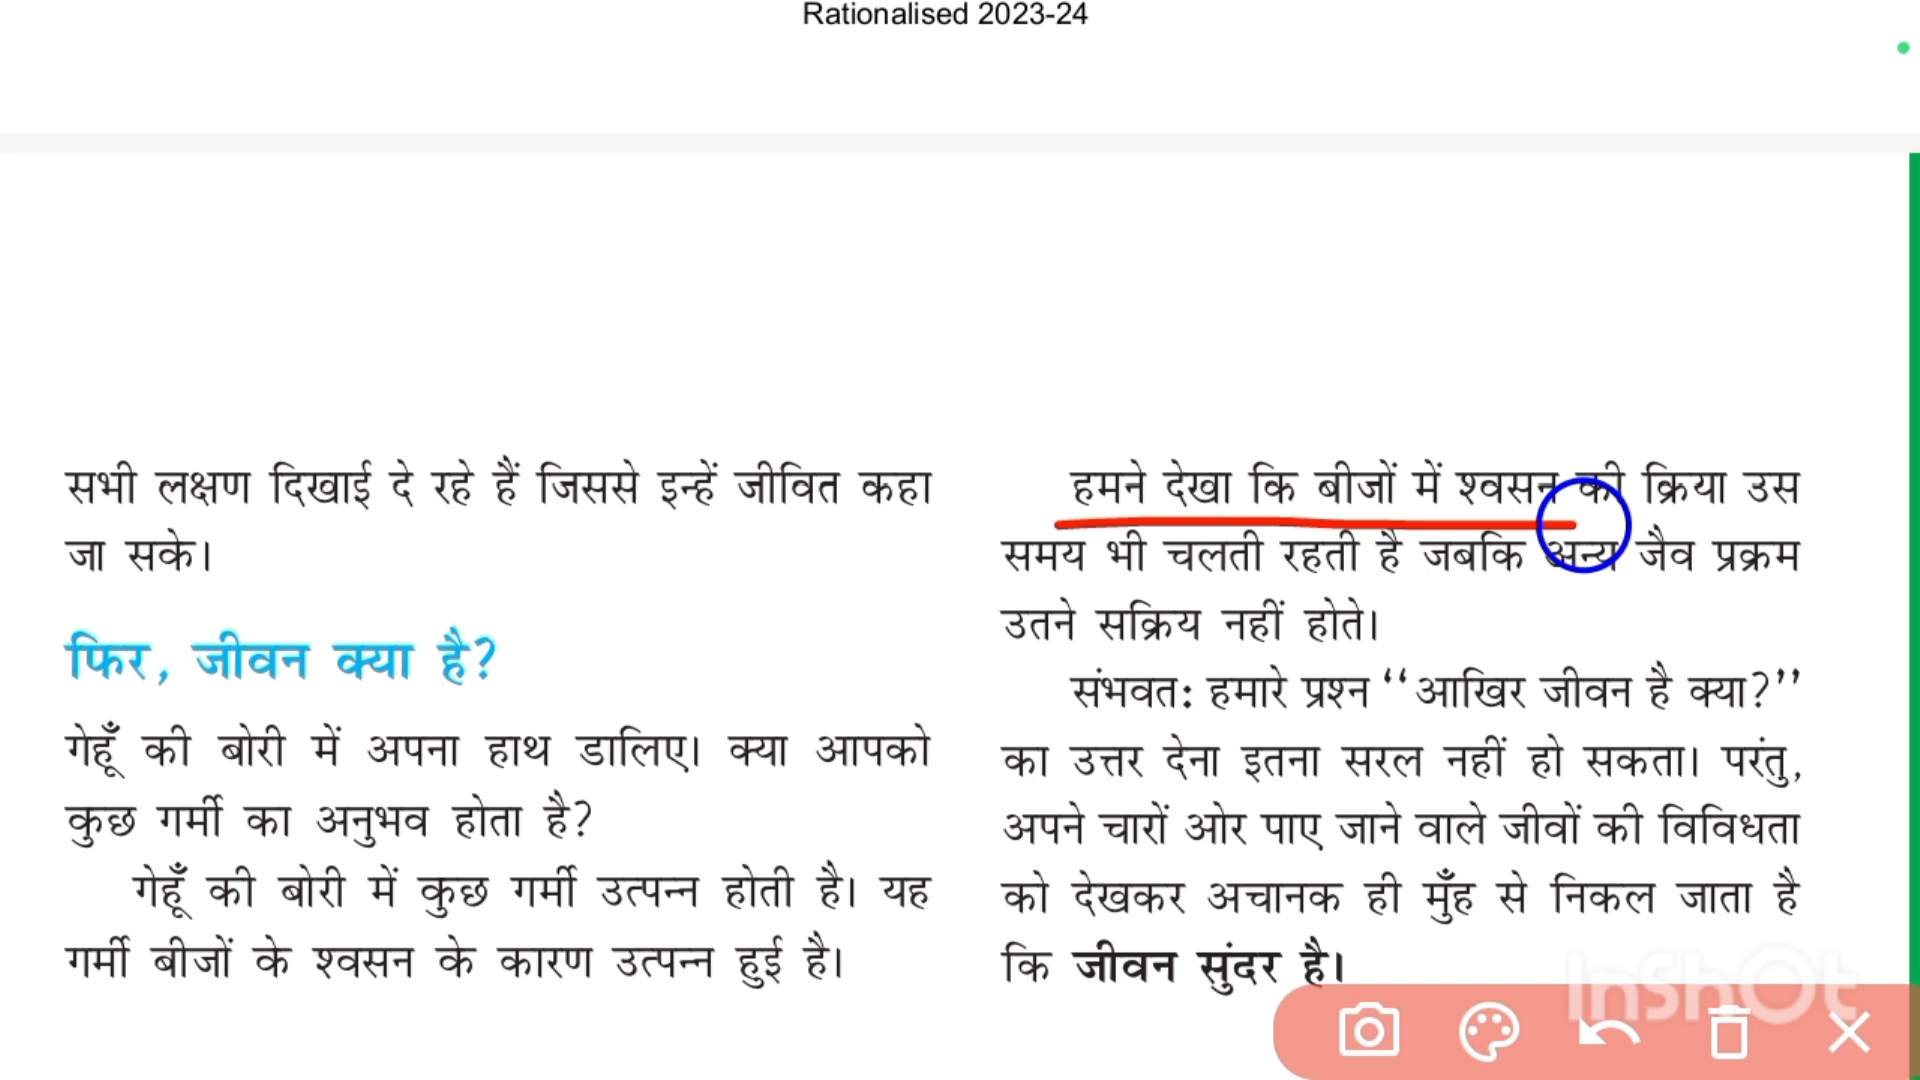 Rationalised 2023-24
सभी लक्षण दिखाई दे रहे हैं जिससे इन्हें जीवित कहा
जा सके।
फिर, जीवन क्या है?
गेहूँ की बोरी में अपना हाथ डालिए। क्या आपको
कुछ गर्मी का अनुभव होता है?
गेहूँ की बोरी में कुछ गर्मी उत्पन्न होती है। यह
गर्मी बीजों के श्वसन के कारण उत्पन्न हुई है।
हमने देखा कि बीजों में श्वसन की क्रिया उस
समय भी चलती रहती है जबकि अन्य जैव प्रक्रम
उतने सक्रिय नहीं होते।
संभवत: हमारे प्रश्न ‘‘आखिर जीवन है क्या?’’
का उत्तर देना इतना सरल नहीं हो सकता। परंतु,
अपने चारों ओर पाए जाने वाले जीवों की विविधता
को देखकर अचानक ही मुँह से निकल जाता है
कि जीवन सुंदर है।
InShOt